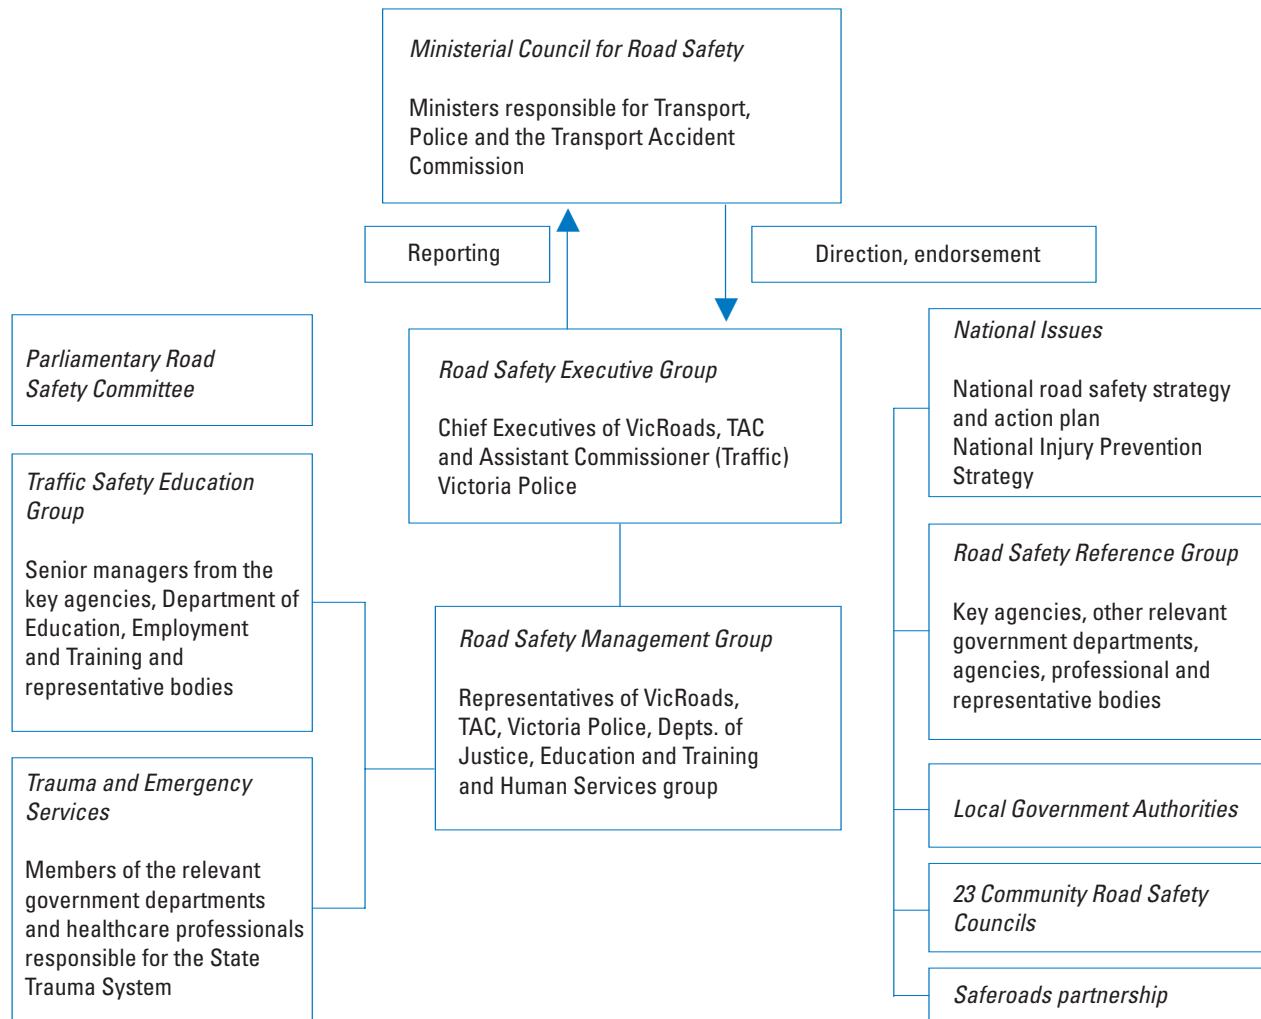 Ministerial Council for Road Safety
Ministers responsible for Transport,
Police and the Transport Accident
Commission
Reporting
Direction, endorsement
Parliamentary Road
Safety Committee
Road Safety Executive Group
Chief Executives of VicRoads, TAC
and Assistant Commissioner (Traffic)
Victoria Police
National Issues
National road safety strategy
and action plan
National Injury Prevention
Strategy
Traffic Safety Education
Group
Senior managers from the
key agencies, Department of
Education, Employment
and Training and
representative bodies
Road Safety Management Group
Representatives of VicRoads,
TAC, Victoria Police, Depts. of
Justice, Education and Training
and Human Services group
Road Safety Reference Group
Key agencies, other relevant
government departments,
agencies, professional and
representative bodies
Trauma and Emergency
Services
Members of the relevant
government departments
and healthcare professionals
responsible for the State
Trauma System
Local Government Authorities
23 Community Road Safety
Councils
Saferoads partnership